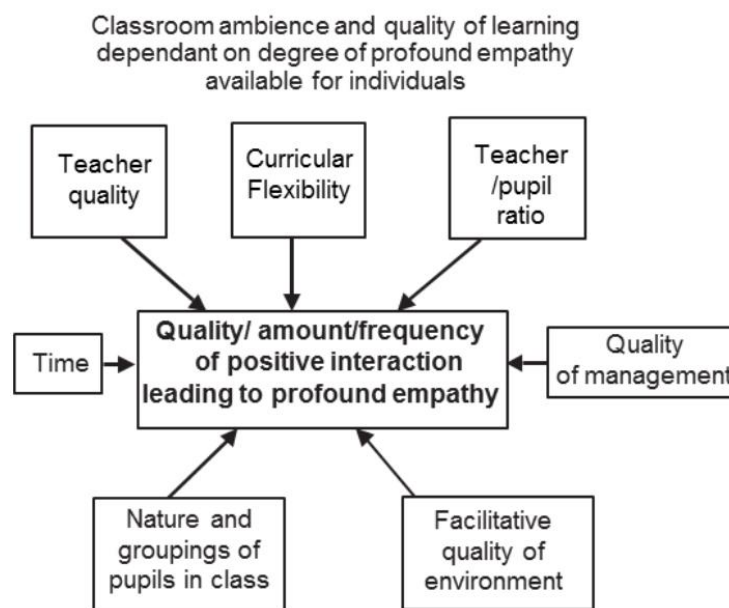 Classroom ambience and quality of learning
dependant on degree of profound empathy
available for individuals
Teacher
quality
Curricular
Flexibility
Teacher
/pupil
ratio
Time
Quality/ amount/frequency
of positive interaction
leading to profound empathy
Quality
of management
Nature and
groupings of
pupils in class
Facilitative
quality of
environment